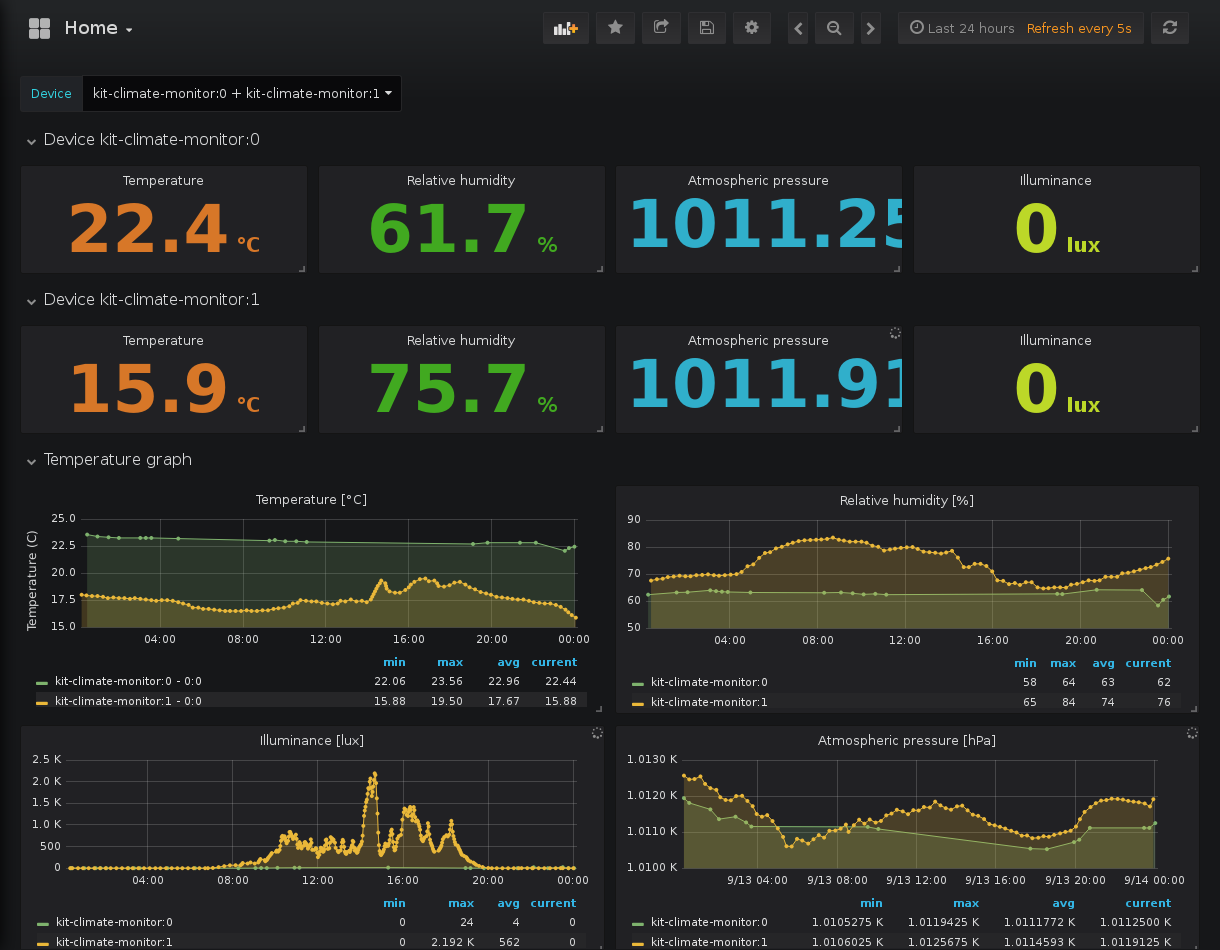 Home
Last 24 hours Refresh every 5s
Device kit-climate-monitor:0 + kit-climate-monitor:1
Device kit-climate-monitor:0
Temperature Relative humidity Atmospheric pressure Illuminance
22.4 °C 61.7 % 1011.25 0 lux
Device kit-climate-monitor:1
Temperature Relative humidity Atmospheric pressure Illuminance
15.9 °C 75.7 % 1011.91 0 lux
Temperature graph
Temperature [°C]
Temperature (C)
25.0
22.5
20.0
17.5
15.0
04:00 08:00 12:00 16:00 20:00 00:00
min max avg current
kit-climate-monitor:0 - 0:0 22.06 23.56 22.96 22.44
kit-climate-monitor:1 - 0:0 15.88 19.50 17.67 15.88
Relative humidity [%]
90
80
70
60
50
04:00 08:00 12:00 16:00 20:00 00:00
min max avg current
kit-climate-monitor:0 58 64 63 62
kit-climate-monitor:1 65 84 74 76
Illuminance [lux]
2.5 K
2.0 K
1.5 K
1.0 K
500
0
04:00 08:00 12:00 16:00 20:00 00:00
min max avg current
kit-climate-monitor:0 0 24 4 0
kit-climate-monitor:1 0 2.192 K 562 0
Atmospheric pressure [hPa]
1.0130 K
1.0120 K
1.0110 K
1.0100 K
9/13 04:00 9/13 08:00 9/13 12:00 9/13 16:00 9/13 20:00 9/14 00:00
min max avg current
kit-climate-monitor:0 1.0105275 K 1.0119425 K 1.0111772 K 1.0112500 K
kit-climate-monitor:1 1.0106025 K 1.0125675 K 1.0114593 K 1.0119125 K